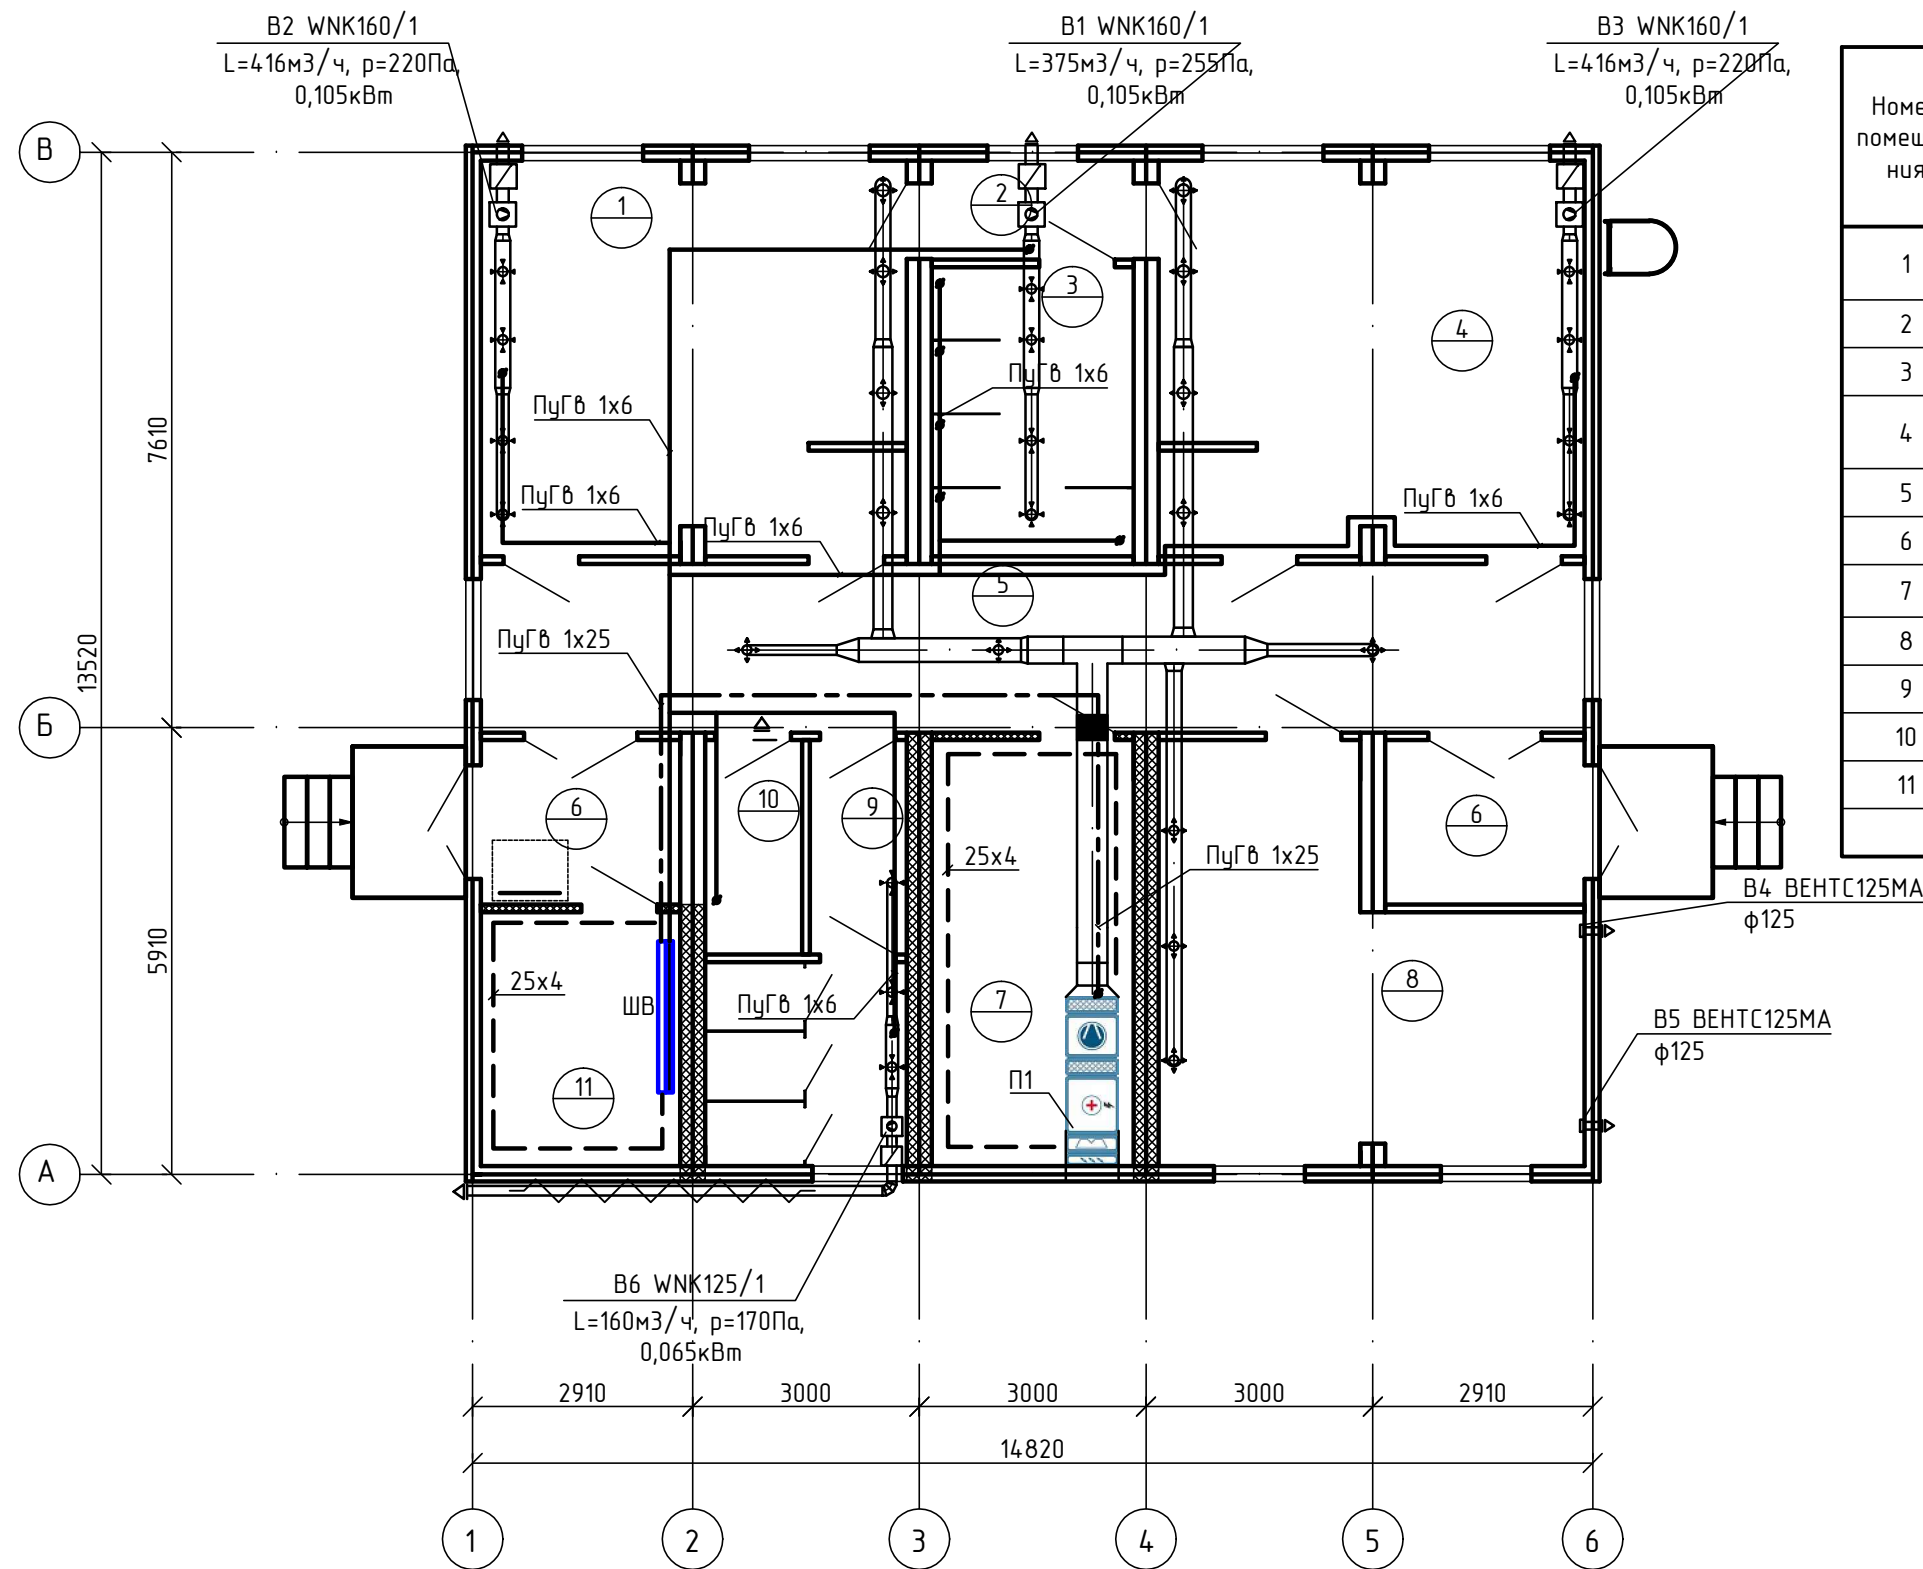 В2 WNK160/1
L=416м3/ч, р=220Па,
0,105кВт
В1 WNK160/1
L=375м3/ч, р=255Па,
0,105кВт
В3 WNK160/1
L=416м3/ч, р=220Па,
0,105кВт
Номе
помещ
ния
1
2
3
4
5
6
7
8
9
10
11
В
Б
А
7610
13520
5910
1
2
3
4
5
6
6
7
8
9
10
11
ПуГв 1х6
ПуГв 1х6
ПуГв 1х6
ПуГв 1х6
ПуГв 1х6
ПуГв 1х25
25х4
ПуГв 1х25
25х4
ШВ
ПуГв 1х6
П1
В4 ВЕНТС125МА
ф125
В5 ВЕНТС125МА
ф125
В6 WNK125/1
L=160м3/ч, р=170Па,
0,065кВт
2910
3000
3000
3000
2910
14820
1
2
3
4
5
6